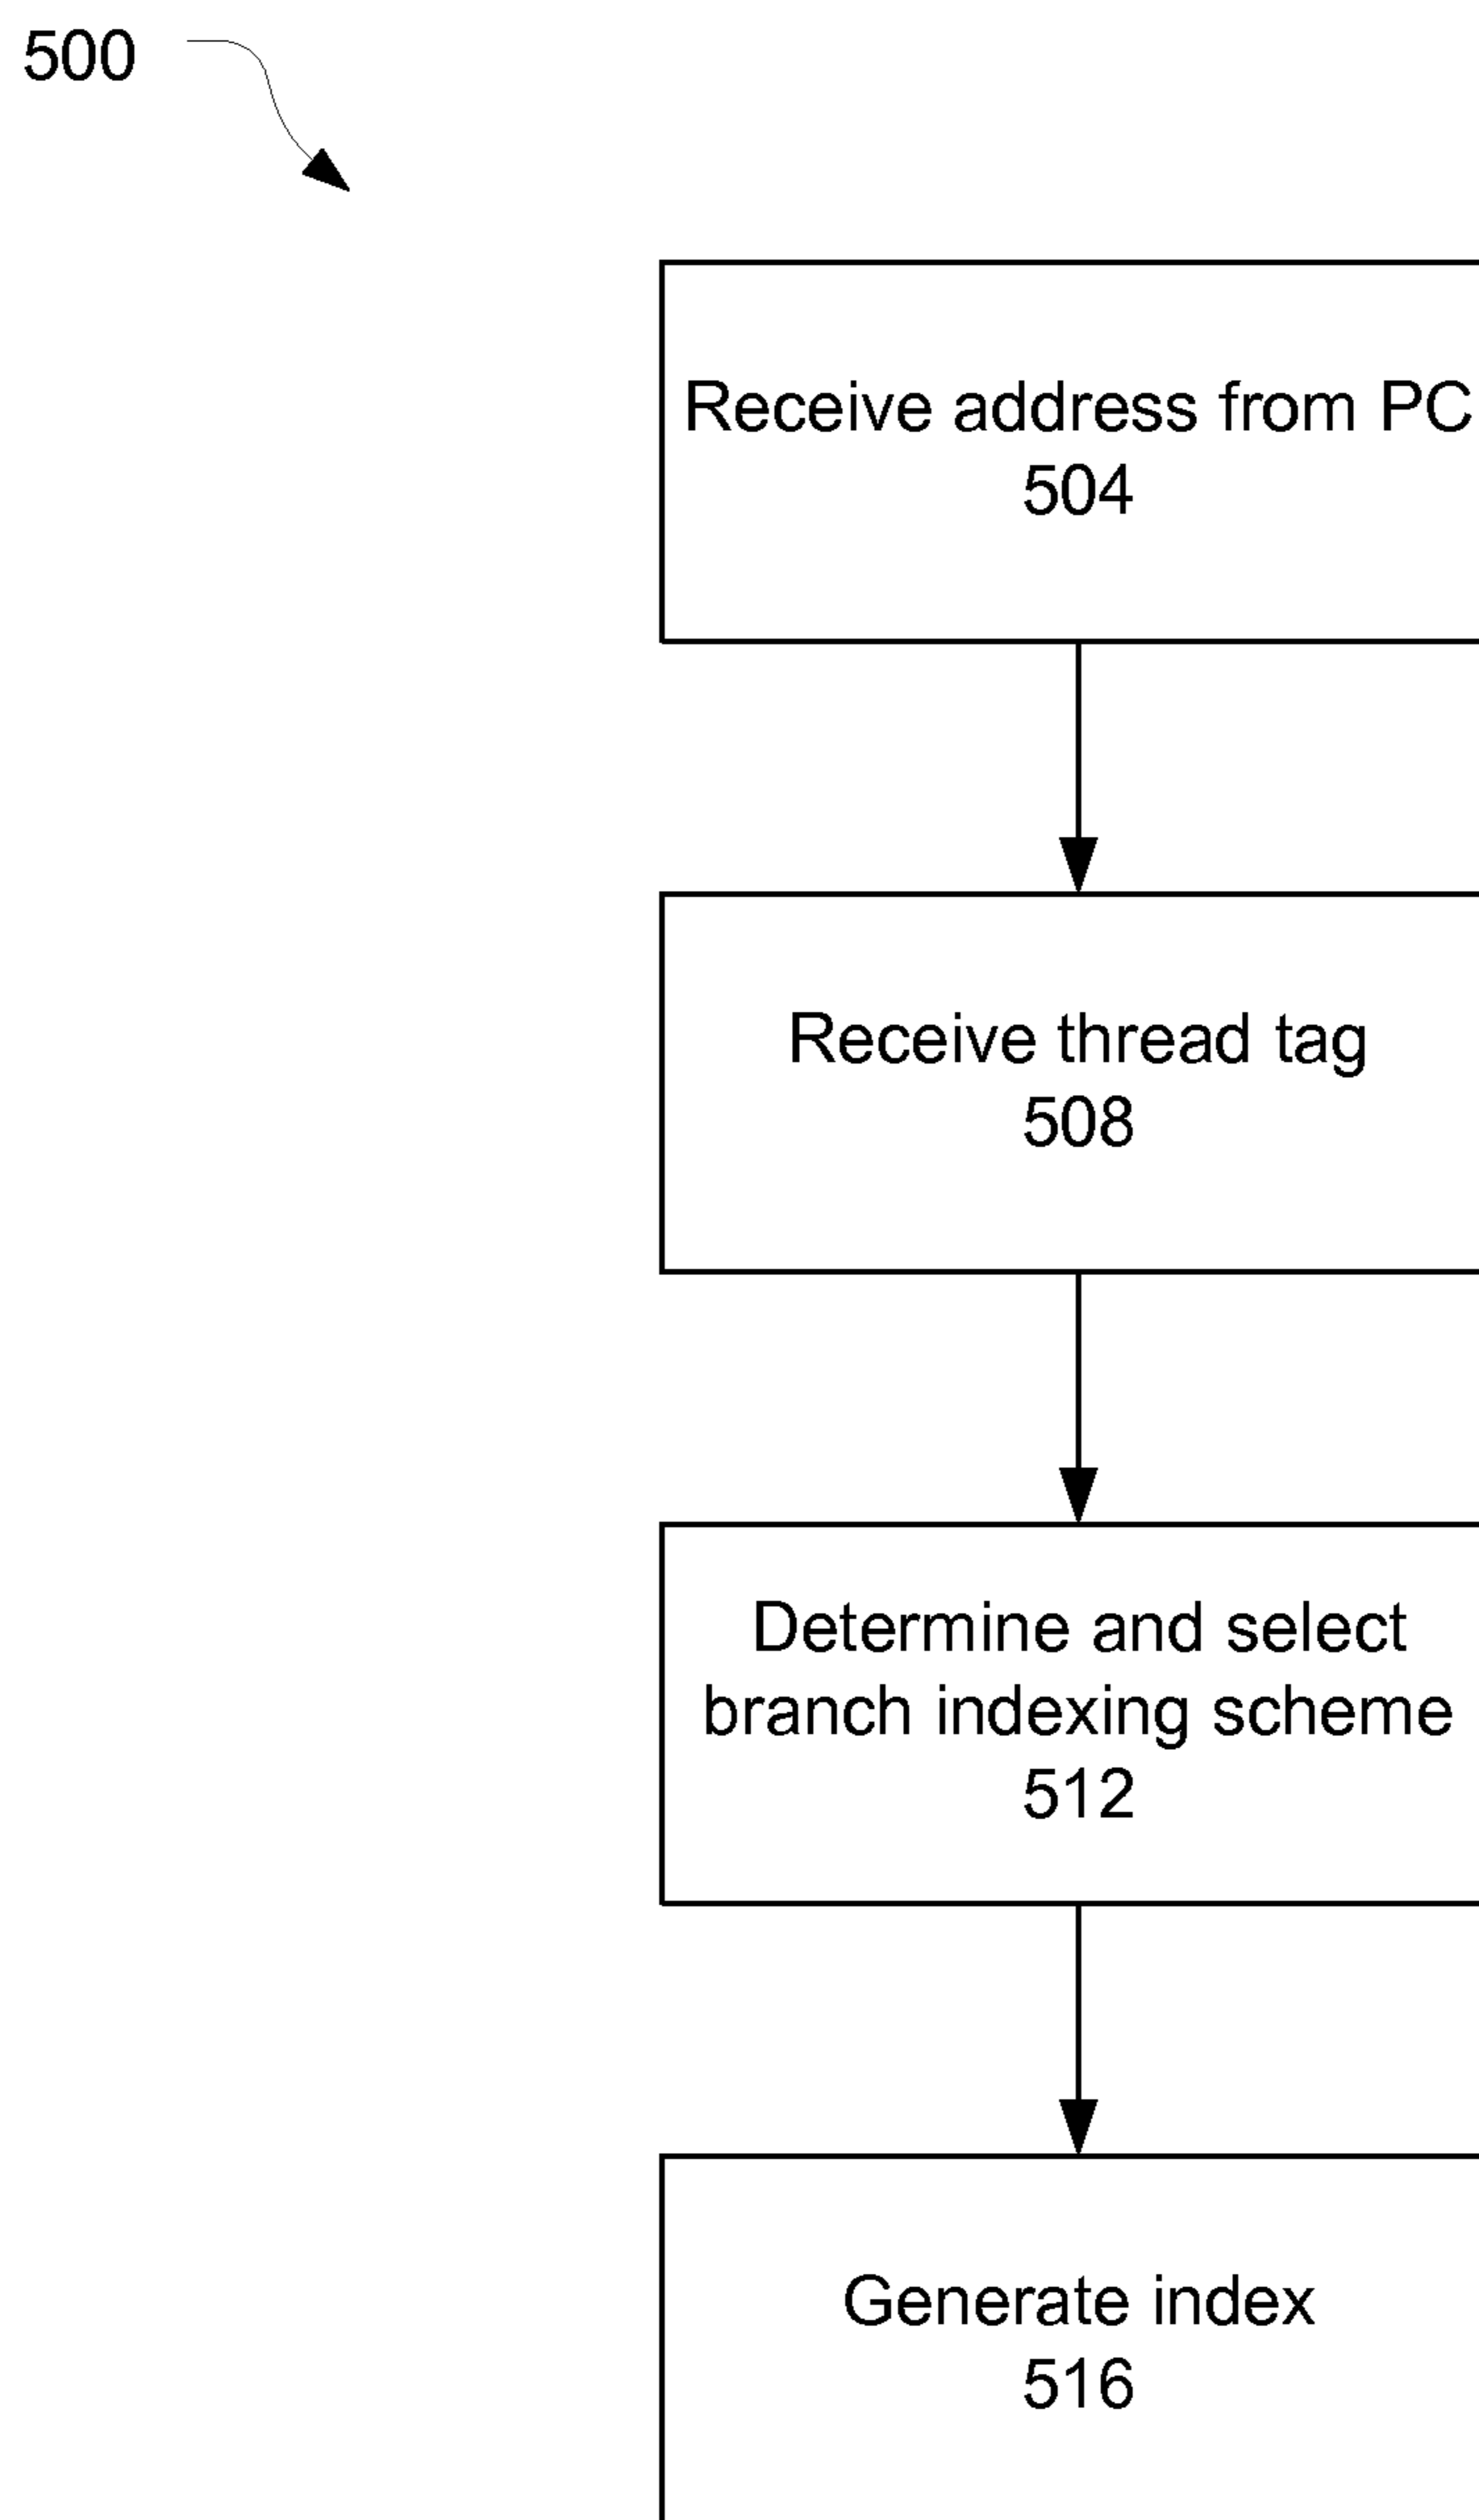 500
Receive address from PC
504
Receive thread tag
508
Determine and select
branch indexing scheme
512
Generate index
516